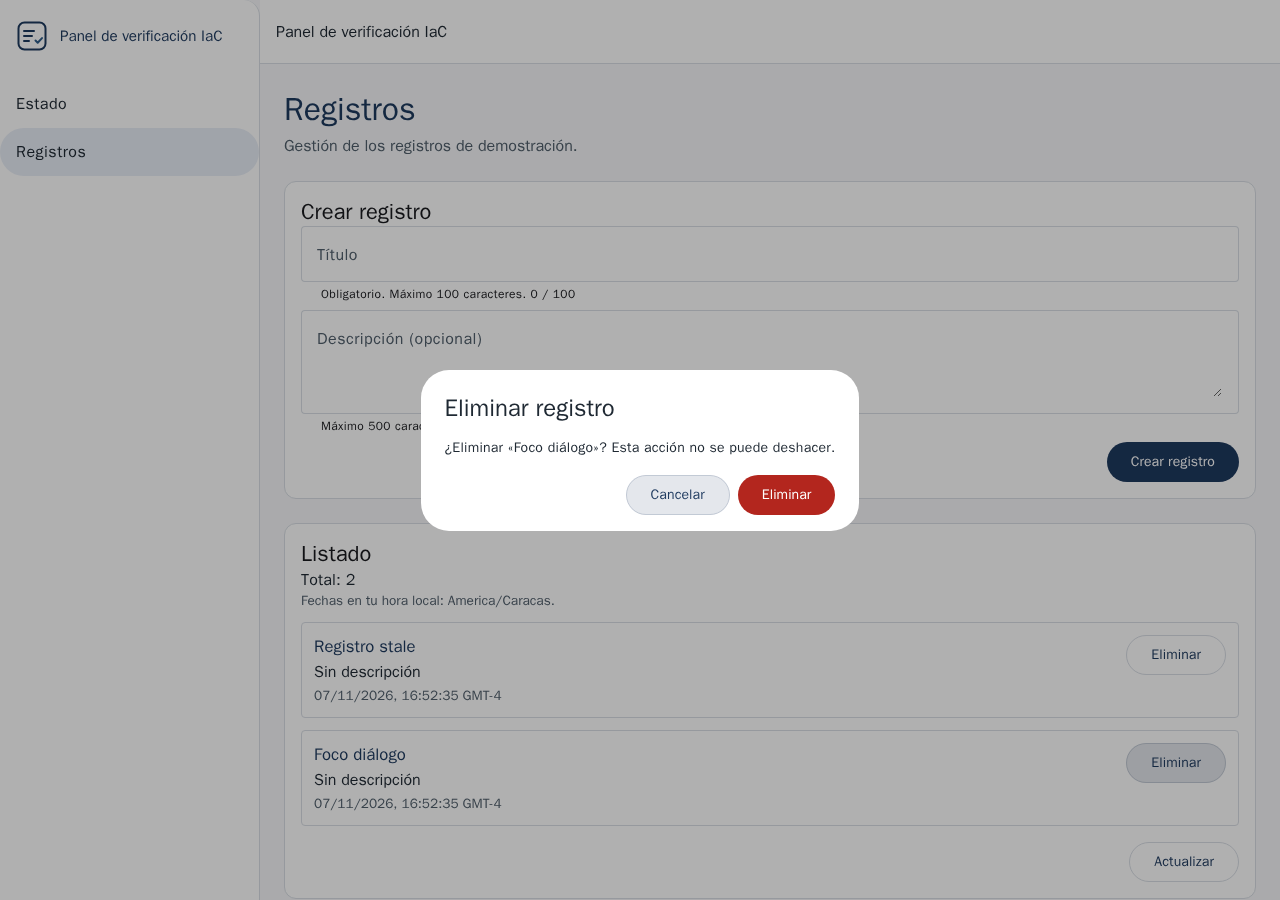 Panel de verificación IaC
Estado
Registros
Panel de verificación IaC
Registros
Gestión de los registros de demostración.
Crear registro
Título
Obligatorio. Máximo 100 caracteres. 0 / 100
Descripción (opcional)
Máximo 500
Crear registro
Eliminar registro
¿Eliminar «Foco diálogo»? Esta acción no se puede deshacer.
Cancelar
Eliminar
Listado
Total: 2
Fechas en tu hora local: America/Caracas.
Registro stale
Sin descripción
07/11/2026, 16:52:35 GMT-4
Eliminar
Foco diálogo
Sin descripción
07/11/2026, 16:52:35 GMT-4
Eliminar
Actualizar